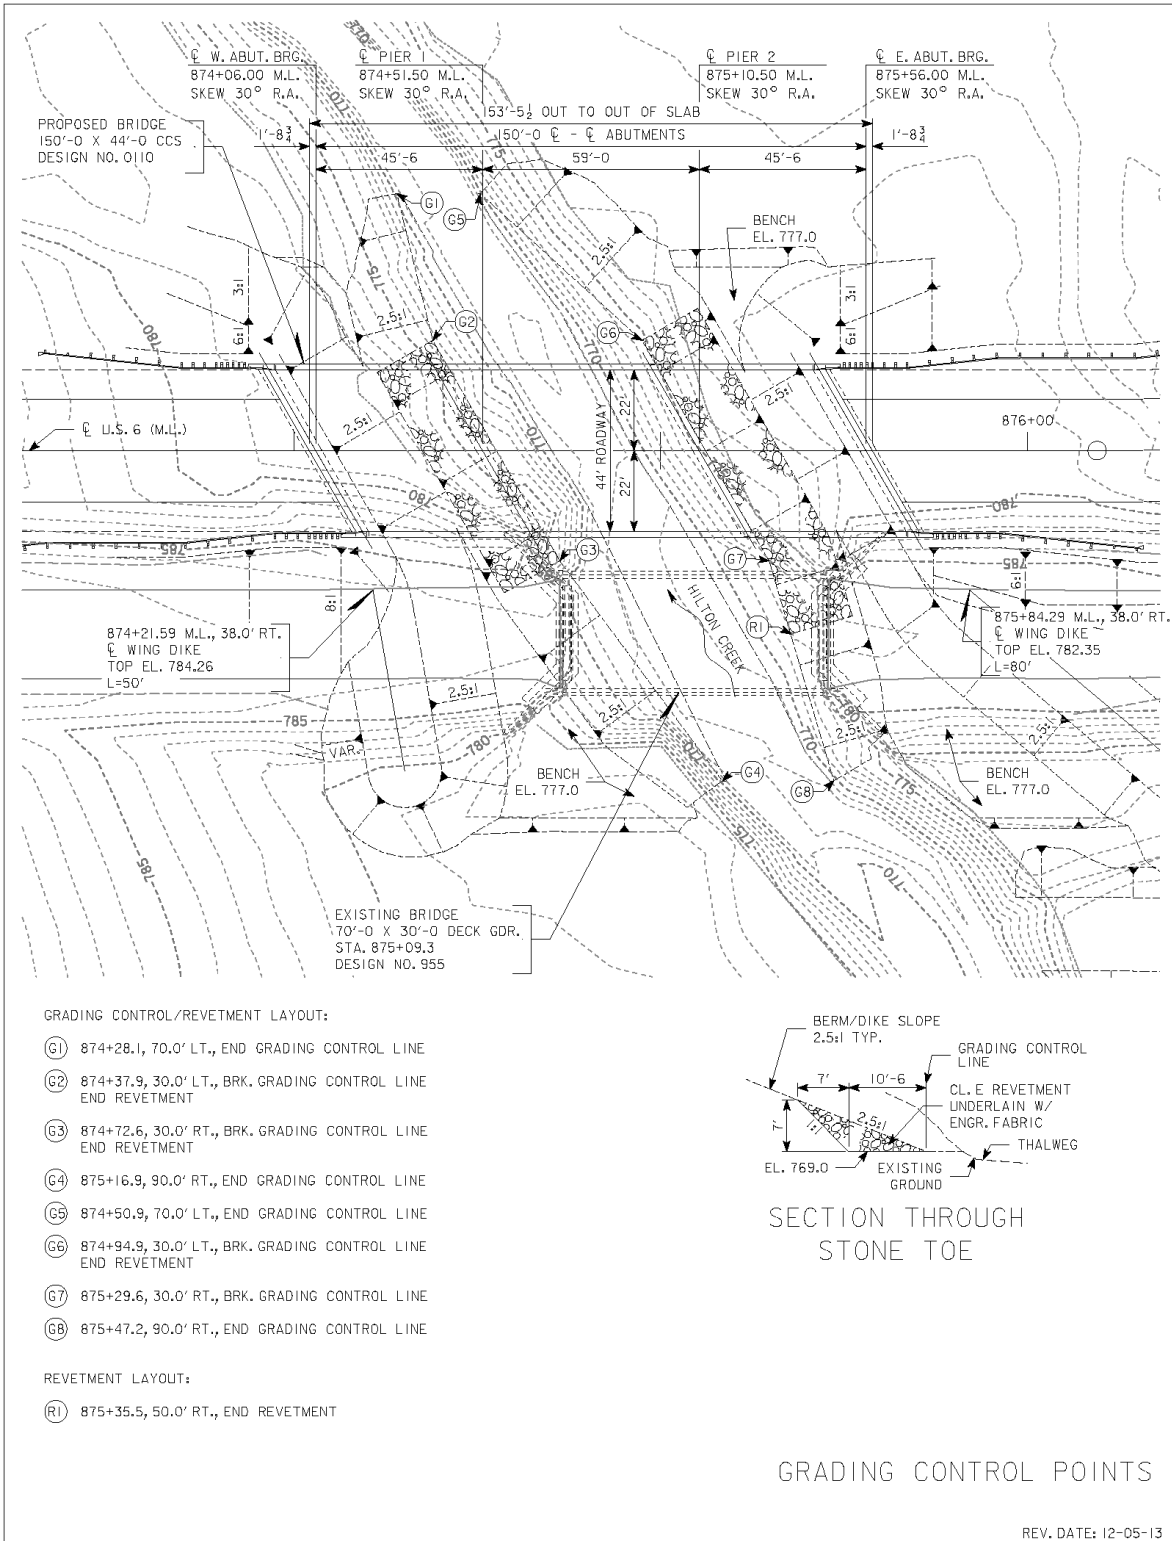 ℄ W. ABUT. BRG.
874+06.00 M.L.
SKEW 30° R.A.
℄ PIER 1
874+51.50 M.L.
SKEW 30° R.A.
℄ PIER 2
875+10.50 M.L.
SKEW 30° R.A.
℄ E. ABUT. BRG.
875+56.00 M.L.
SKEW 30° R.A.
770
770
PROPOSED BRIDGE
150'-0 X 44'-0 CCS
DESIGN NO. 0110
53'-5½ OUT TO OUT OF SLAB
1'-8¾
150'-0 ℄ - ℄ ABUTMENTS
1'-8¾
45'-6
59'-0
45'-6
775
G1
G5
BENCH
EL. 777.0
2.5:1
775
3:1
6:1
3:1
6:1
780
2.5:1
G2
G6
770
2.5:1
2.5:1
44' ROADWAY
22'
22'
℄ U.S. 6 (M.L.)
876+00
770
780
780
785
785
G3
G7
8:1
6:1
HILTON CREEK
R1
874+21.59 M.L., 38.0' RT.
℄ WING DIKE
TOP EL. 784.26
L=50'
875+84.29 M.L., 38.0' RT.
℄ WING DIKE
TOP EL. 782.35
L=80'
2.5:1
2.5:1
785
780
VAR.
770
770
780
2.5:1
2.5:1
BENCH
EL. 777.0
G4
G8
775
BENCH
EL. 777.0
775
785
770
EXISTING BRIDGE
70'-0 X 30'-0 DECK GDR.
STA. 875+09.3
DESIGN NO. 955
GRADING CONTROL/REVETMENT LAYOUT:
G1 874+28.1, 70.0' LT., END GRADING CONTROL LINE
G2 874+37.9, 30.0' LT., BRK. GRADING CONTROL LINE
END REVETMENT
G3 874+72.6, 30.0' RT., BRK. GRADING CONTROL LINE
END REVETMENT
G4 875+16.9, 90.0' RT., END GRADING CONTROL LINE
G5 874+50.9, 70.0' LT., END GRADING CONTROL LINE
G6 874+94.9, 30.0' LT., BRK. GRADING CONTROL LINE
END REVETMENT
G7 875+29.6, 30.0' RT., BRK. GRADING CONTROL LINE
G8 875+47.2, 90.0' RT., END GRADING CONTROL LINE
REVETMENT LAYOUT:
R1 875+35.5, 50.0' RT., END REVETMENT
BERM/DIKE SLOPE
2.5:1 TYP.
GRADING CONTROL
LINE
7'
10'-6
CL. E REVETMENT
UNDERLAIN W/
ENGR. FABRIC
7'
1:1
2.5:1
THALWEG
EL. 769.0
EXISTING
GROUND
SECTION THROUGH
STONE TOE
GRADING CONTROL POINTS
REV. DATE: 12-05-13